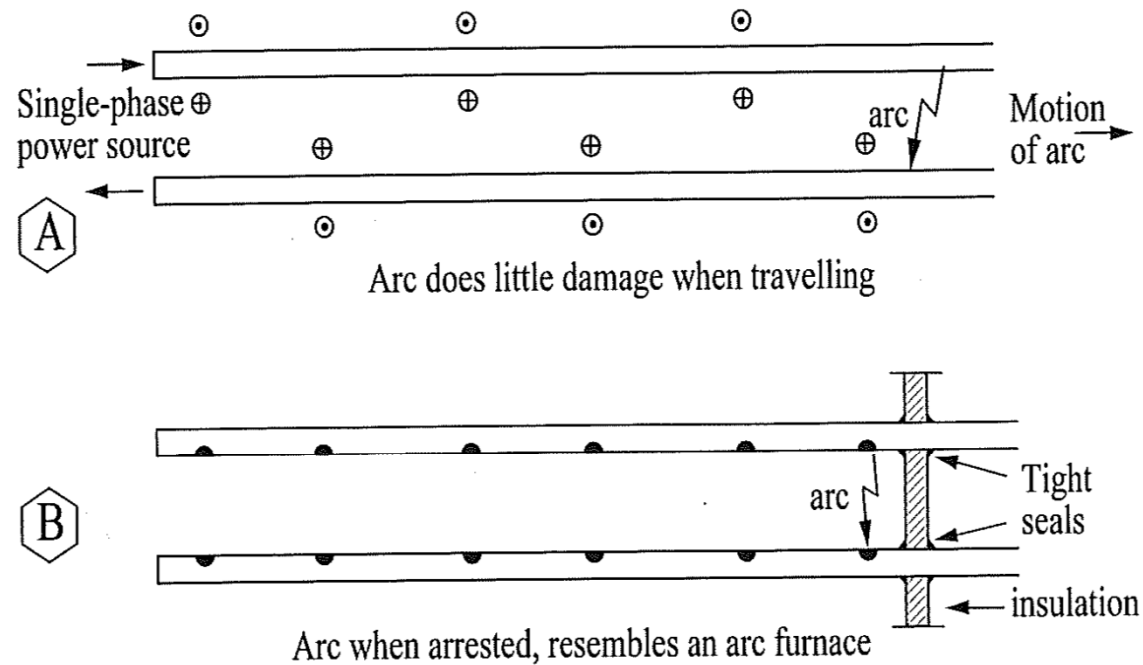 Single-phase
power source
arc
Motion
of arc
A
Arc does little damage when travelling
B
arc
Tight
seals
insulation
Arc when arrested, resembles an arc furnace